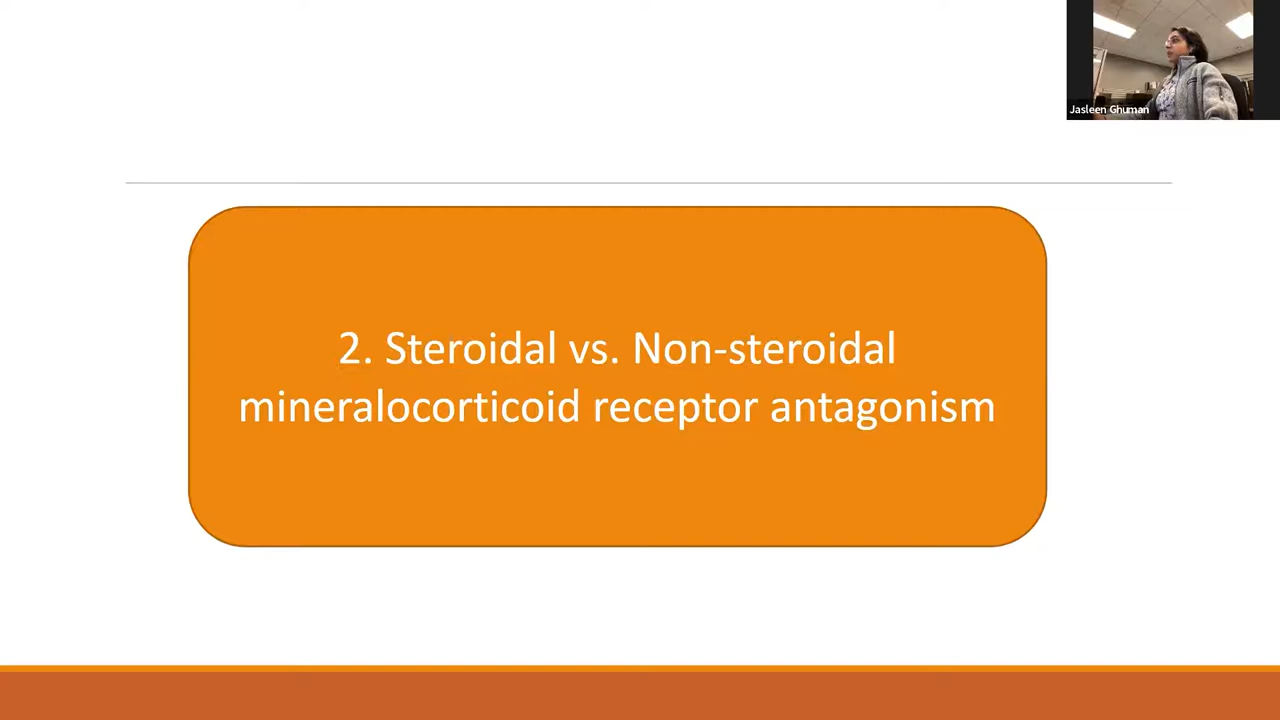 Jasleen Ghuman
2. Steroidal vs. Non-steroidal
mineralocorticoid receptor antagonism